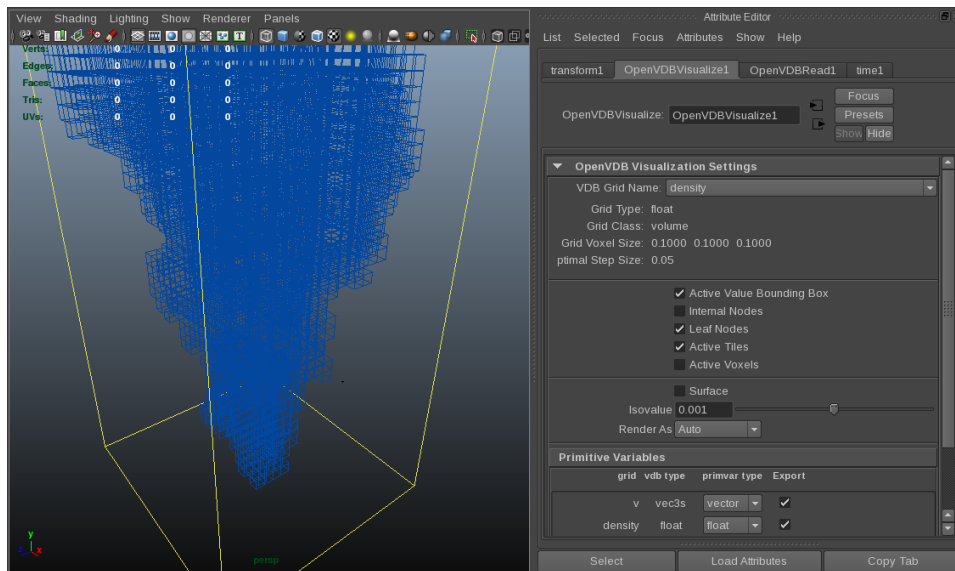 View Shading Lighting Show Renderer Panels
Verts: 0 0 0
Edges: 0 0 0
Faces: 0 0 0
Tris: 0 0 0
UVs: 0 0 0
y
z x
persp
Attribute Editor
List Selected Focus Attributes Show Help
transform1 OpenVDBVisualize1 OpenVDBRead1 time1
OpenVDBVisualize: OpenVDBVisualize1
Focus
Presets
Show Hide
OpenVDB Visualization Settings
VDB Grid Name: density
Grid Type: float
Grid Class: volume
Grid Voxel Size: 0.1000 0.1000 0.1000
ptimal Step Size: 0.05
Active Value Bounding Box
Internal Nodes
Leaf Nodes
Active Tiles
Active Voxels
Surface
Isovalue 0.001
Render As Auto
Primitive Variables
grid vdb type primvar type Export
v vec3s vector
density float float
Select Load Attributes Copy Tab